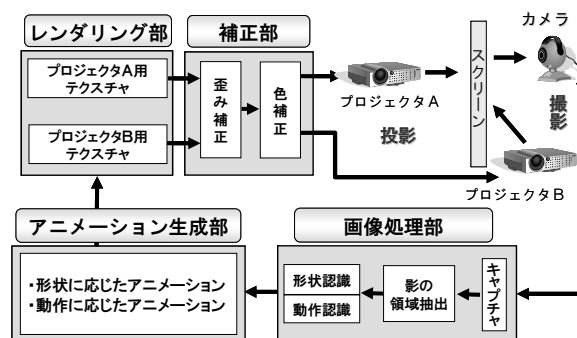 レンダリング部
プロジェクタA用
テクスチャ
プロジェクタB用
テクスチャ
補正部
歪み補正
色補正
プロジェクタA
投影
スクリーン
カメラ
撮影
プロジェクタB
アニメーション生成部
・形状に応じたアニメーション
・動作に応じたアニメーション
画像処理部
形状認識
動作認識
影の
領域抽出
キャプチャ